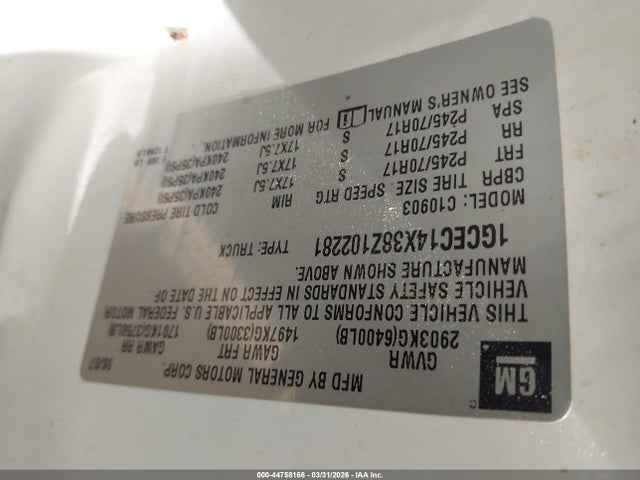 MFD BY GENERAL MOTORS CORP.
06/07
GM
GVWR GAWR FRT GAWR RR
2903KG(6400LB) 1497KG(3300LB) 1701KG(3750LB)
THIS VEHICLE CONFORMS TO ALL APPLICABLE U.S. FEDERAL MOTOR
VEHICLE SAFETY STANDARDS IN EFFECT ON THE DATE OF
MANUFACTURE SHOWN ABOVE.
1GCEC14X38Z102281 TYPE: TRUCK
MODEL: C10903
CBPR TIRE SIZE SPEED RTG RIM COLD TIRE PRESSURE
FRT P245/70R17 S 17X7.5J 240KPA(35PSI)
RR P245/70R17 S 17X7.5J 240KPA(35PSI)
SPA P245/70R17 S 17X7.5J 240KPA(35PSI)
SEE OWNER'S MANUAL FOR MORE INFORMATION.
000-44758166 - 03/31/2026 - IAA Inc.